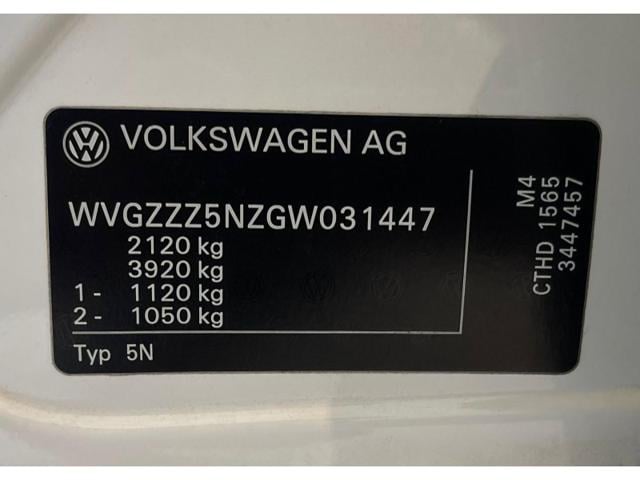 VOLKSWAGEN AG
WVGZZZ5NZGW031447
2120 kg
3920 kg
1 - 1120 kg
2 - 1050 kg
Typ 5N
M4
CTHD 1565
3447457